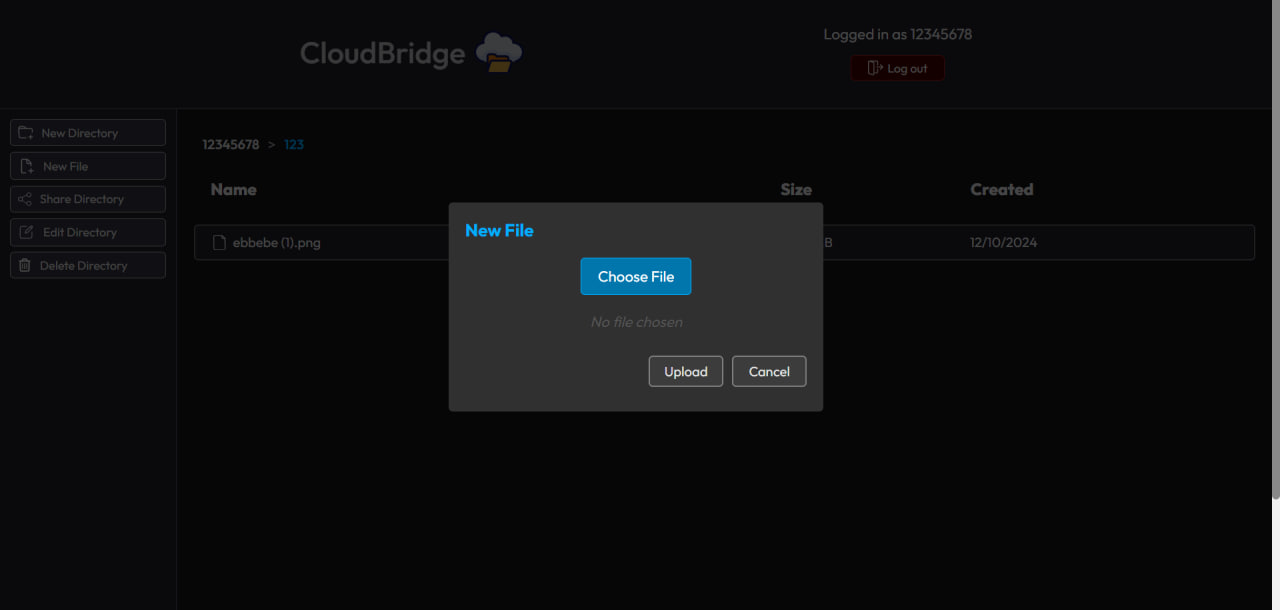 CloudBridge
Logged in as 12345678
Log out
New Directory
New File
Share Directory
Edit Directory
Delete Directory
12345678 > 123
Name Size Created
ebbebe (1).png B 12/10/2024
New File
Choose File
No file chosen
Upload Cancel